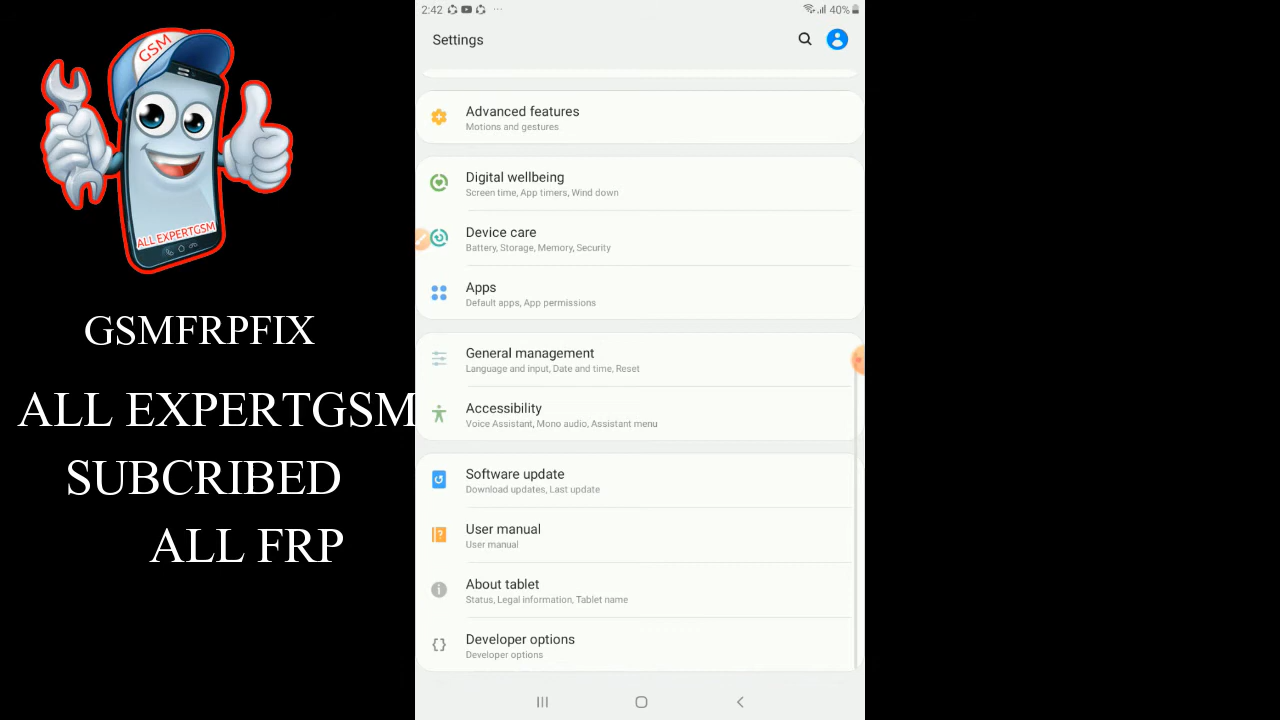 GSM
ALL EXPERTGSM
GSMFRPFIX
ALL EXPERTGSM
SUBCRIBED
ALL FRP
2:42
40%
Settings
Advanced features
Motions and gestures
Digital wellbeing
Screen time, App timers, Wind down
Device care
Battery, Storage, Memory, Security
Apps
Default apps, App permissions
General management
Language and input, Date and time, Reset
Accessibility
Voice Assistant, Mono audio, Assistant menu
Software update
Download updates, Last update
User manual
User manual
About tablet
Status, Legal information, Tablet name
Developer options
Developer options